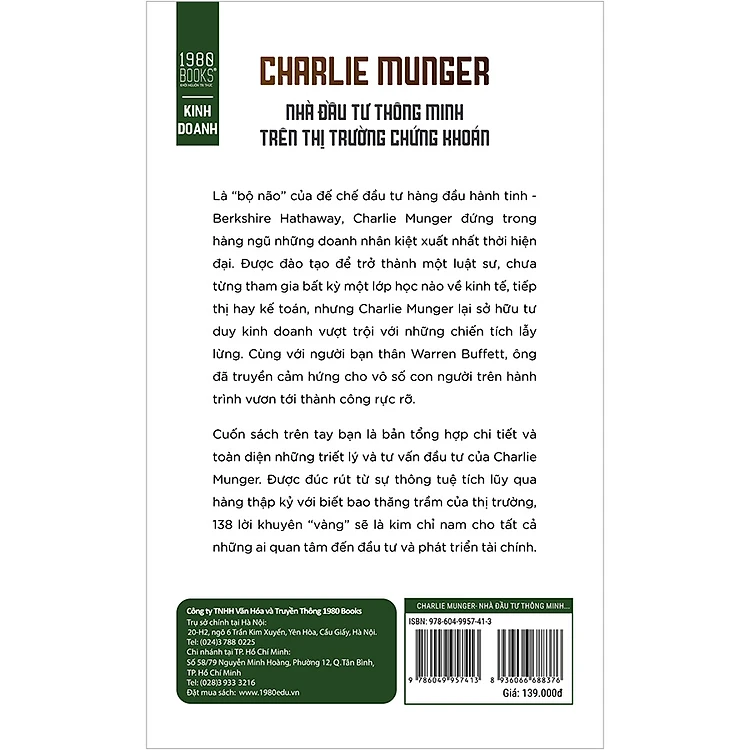 1980
BOOKS®
KHƠI NGUỒN TRI THỨC
KINH
DOANH
CHARLIE MUNGER
NHÀ ĐẦU TƯ THÔNG MINH
TRÊN THỊ TRƯỜNG CHỨNG KHOÁN
Là “bộ não” của đế chế đầu tư hàng đầu hành tinh -
Berkshire Hathaway, Charlie Munger đứng trong
hàng ngũ những doanh nhân kiệt xuất nhất thời hiện
đại. Được đào tạo để trở thành một luật sư, chưa
từng tham gia bất kỳ một lớp học nào về kinh tế, tiếp
thị hay kế toán, nhưng Charlie Munger lại sở hữu tư
duy kinh doanh vượt trội với những chiến tích lẫy
lừng. Cùng với người bạn thân Warren Buffett, ông
đã truyền cảm hứng cho vô số con người trên hành
trình vươn tới thành công rực rỡ.
Cuốn sách trên tay bạn là bản tổng hợp chi tiết và
toàn diện những triết lý và tư vấn đầu tư của Charlie
Munger. Được đúc rút từ sự thông tuệ tích lũy qua
hàng thập kỷ với biết bao thăng trầm của thị trường,
138 lời khuyên “vàng” sẽ là kim chỉ nam cho tất cả
những ai quan tâm đến đầu tư và phát triển tài chính.
Công ty TNHH Văn Hóa và Truyền Thông 1980 Books
Trụ sở chính tại Hà Nội:
20-H2, ngõ 6 Trần Kim Xuyến, Yên Hòa, Cầu Giấy, Hà Nội.
Tel: (024)3 788 0225
Chi nhánh tại TP. Hồ Chí Minh:
Số 58/79 Nguyễn Minh Hoàng, Phường 12, Q.Tân Bình,
TP. Hồ Chí Minh
Tel: (028)3 933 3216
Đặt mua sách: www.1980edu.vn
CHARLIE MUNGER- NHÀ ĐẦU TƯ THÔNG MINH...
ISBN: 978-604-9957-41-3
9 786049 957413
8 936066 688376
Giá: 139.000đ